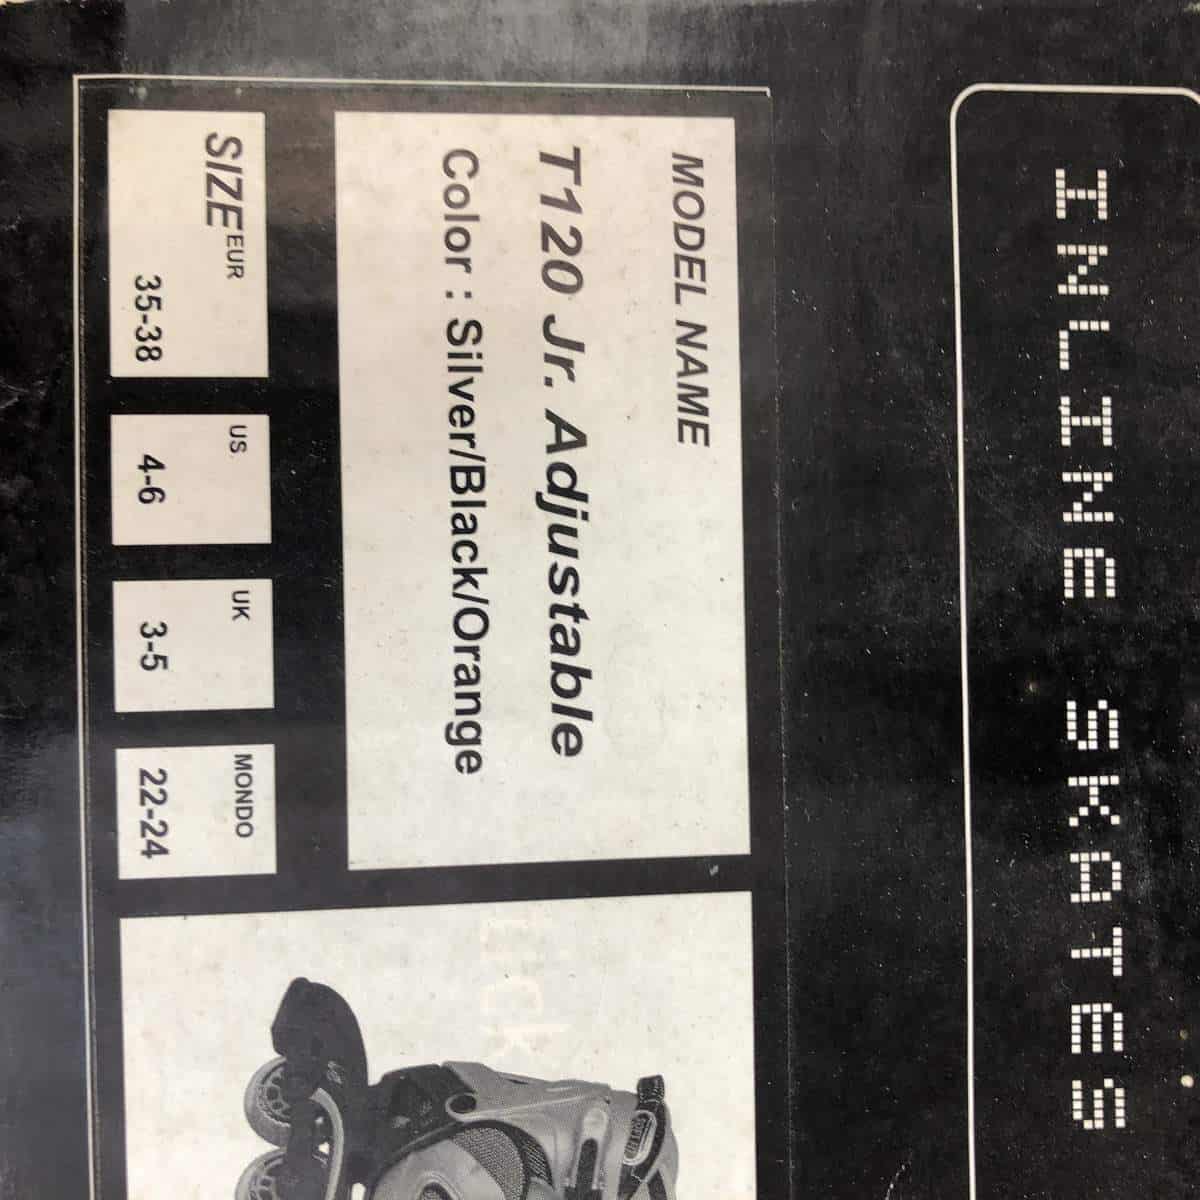 INLINE SKATES
MODEL NAME
T120 Jr. Adjustable
Color : Silver/Black/Orange
SIZE EUR US UK MONDO
35-38 4-6 3-5 22-24